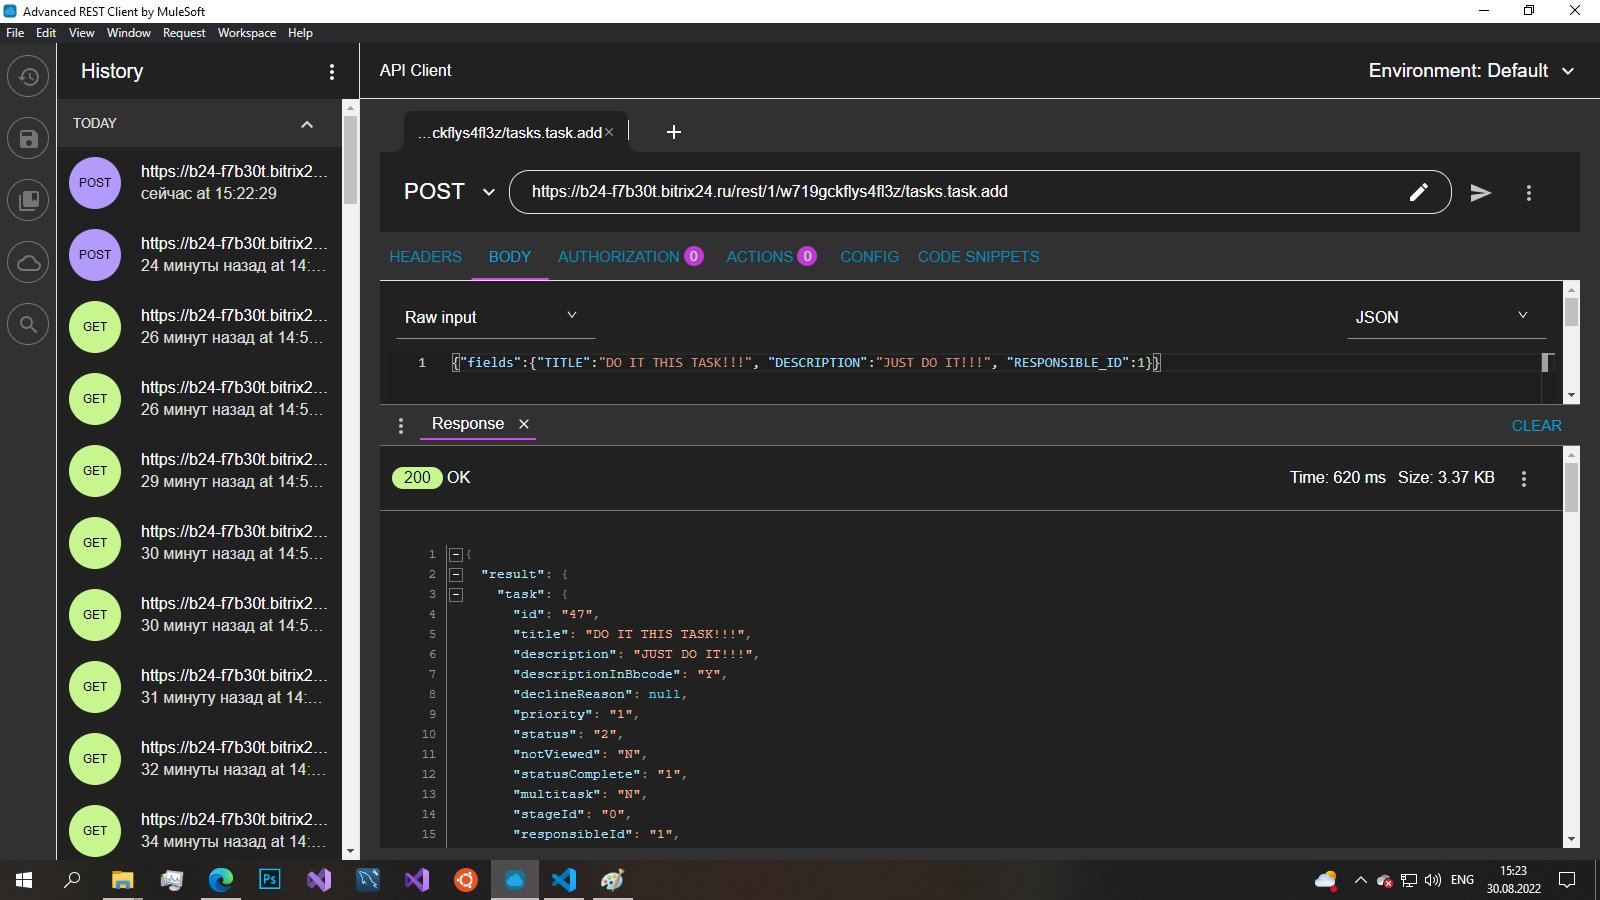 Advanced REST Client by MuleSoft
File Edit View Window Request Workspace Help
History
API Client
Environment: Default
TODAY
POST
https://b24-f7b30t.bitrix2...
сейчас at 15:22:29
POST
https://b24-f7b30t.bitrix2...
24 минуты назад at 14:...
GET
https://b24-f7b30t.bitrix2...
26 минут назад at 14:5...
GET
https://b24-f7b30t.bitrix2...
26 минут назад at 14:5...
GET
https://b24-f7b30t.bitrix2...
29 минут назад at 14:5...
GET
https://b24-f7b30t.bitrix2...
30 минут назад at 14:5...
GET
https://b24-f7b30t.bitrix2...
30 минут назад at 14:5...
GET
https://b24-f7b30t.bitrix2...
31 минуту назад at 14:...
GET
https://b24-f7b30t.bitrix2...
32 минуты назад at 14:...
GET
https://b24-f7b30t.bitrix2...
34 минуты назад at 14:...
...ckflys4fl3z/tasks.task.add
POST https://b24-f7b30t.bitrix24.ru/rest/1/w719gckflys4fl3z/tasks.task.add
HEADERS BODY AUTHORIZATION 0 ACTIONS 0 CONFIG CODE SNIPPETS
Raw input JSON
1 {"fields":{"TITLE":"DO IT THIS TASK!!!", "DESCRIPTION":"JUST DO IT!!!", "RESPONSIBLE_ID":1}}
Response CLEAR
200 OK Time: 620 ms Size: 3.37 KB
1 {
2 "result": {
3 "task": {
4 "id": "47",
5 "title": "DO IT THIS TASK!!!",
6 "description": "JUST DO IT!!!",
7 "descriptionInBbcode": "Y",
8 "declineReason": null,
9 "priority": "1",
10 "status": "2",
11 "notViewed": "N",
12 "statusComplete": "1",
13 "multitask": "N",
14 "stageId": "0",
15 "responsibleId": "1",
Ps
ENG
15:23
30.08.2022